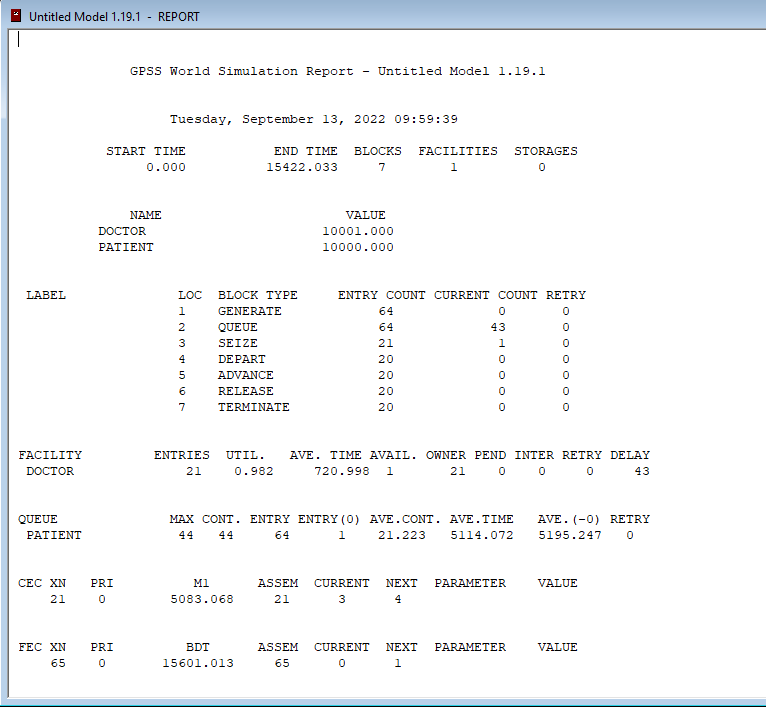 Untitled Model 1.19.1 - REPORT
GPSS World Simulation Report - Untitled Model 1.19.1
Tuesday, September 13, 2022 09:59:39
START TIME END TIME BLOCKS FACILITIES STORAGES
0.000 15422.033 7 1 0
NAME VALUE
DOCTOR 10001.000
PATIENT 10000.000
LABEL LOC BLOCK TYPE ENTRY COUNT CURRENT COUNT RETRY
1 GENERATE 64 0 0
2 QUEUE 64 43 0
3 SEIZE 21 1 0
4 DEPART 20 0 0
5 ADVANCE 20 0 0
6 RELEASE 20 0 0
7 TERMINATE 20 0 0
FACILITY ENTRIES UTIL. AVE. TIME AVAIL. OWNER PEND INTER RETRY DELAY
DOCTOR 21 0.982 720.998 1 21 0 0 0 43
QUEUE MAX CONT. ENTRY ENTRY(0) AVE.CONT. AVE.TIME AVE.(-0) RETRY
PATIENT 44 44 64 1 21.223 5114.072 5195.247 0
CEC XN PRI M1 ASSEM CURRENT NEXT PARAMETER VALUE
21 0 5083.068 21 3 4
FEC XN PRI BDT ASSEM CURRENT NEXT PARAMETER VALUE
65 0 15601.013 65 0 1